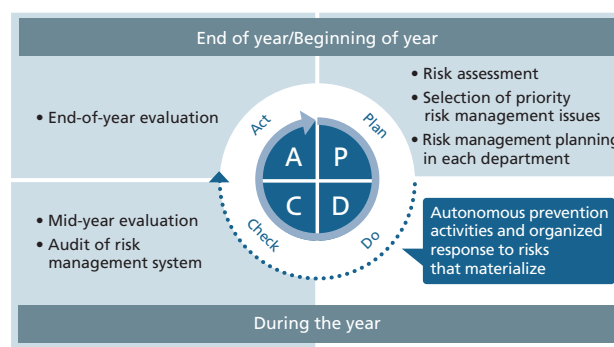 End of year/Beginning of year
• End-of-year evaluation
• Risk assessment
• Selection of priority
risk management issues
• Risk management planning
in each department
Act
Plan
A
P
C
D
Check
Do
• Mid-year evaluation
• Audit of risk
management system
Autonomous prevention
activities and organized
response to risks
that materialize
During the year